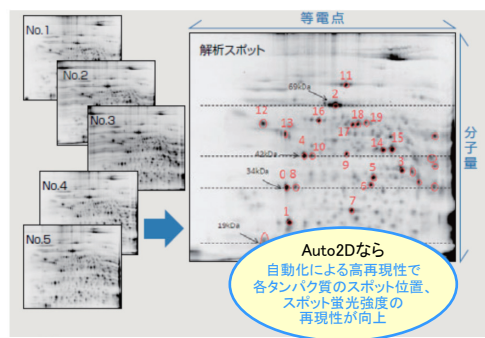 等電点
No.1
No.2
No.3
No.4
No.5
解析スポット
分子量
69kDa
43kDa
34kDa
19kDa
11
2
12
13
16
17
18
19
4
10
14
15
9
3
0
8
5
6
7
1
Auto2Dなら
自動化による高再現性で
各タンパク質のスポット位置、
スポット蛍光強度の
再現性が向上